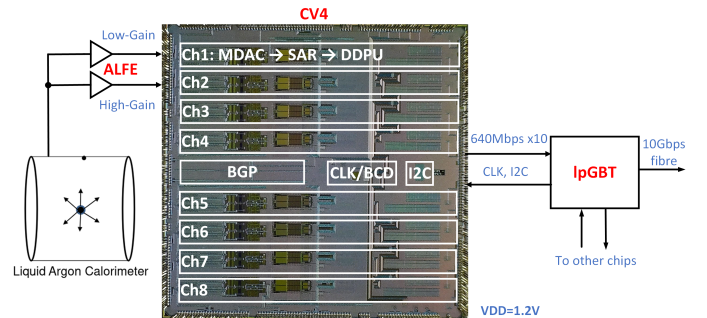 CV4
Low-Gain
ALFE
High-Gain
Ch1: MDAC → SAR → DDPU
Ch2
Ch3
Ch4
BGP
CLK/BCD
I2C
Ch5
Ch6
Ch7
Ch8
640Mbps x10
CLK, I2C
lpGBT
10Gbps
fibre
To other chips
Liquid Argon Calorimeter
VDD=1.2V